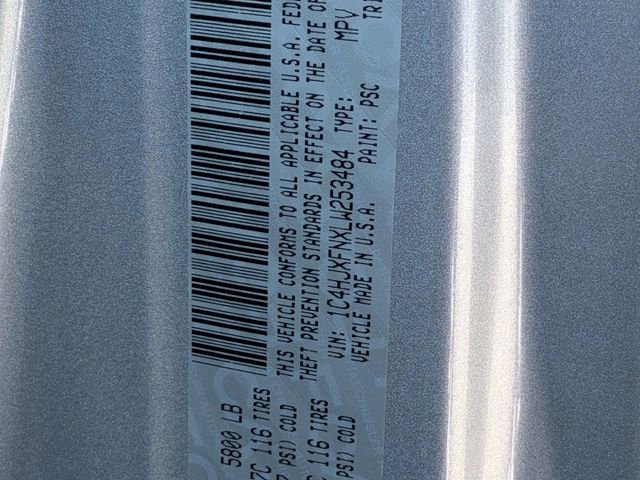 5800 LB
7C 116 TIRES
PSI) COLD
116 TIRES
PSI) COLD
THIS VEHICLE CONFORMS TO ALL APPLICABLE U.S.A. FED
THEFT PREVENTION STANDARDS IN EFFECT ON THE DATE OF
VIN: 1C4HJXFNXLW253484 TYPE: MPV
VEHICLE MADE IN U.S.A. PAINT: PSC